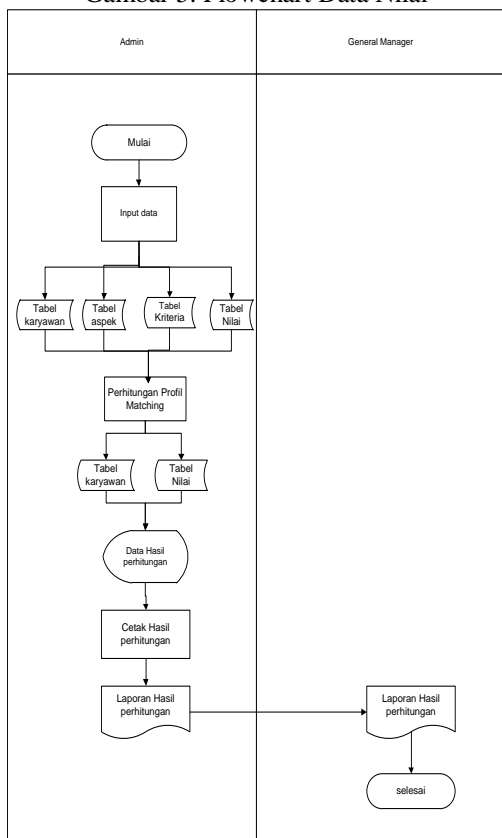 Gambar 3. Flowchart Data Nilai
Admin
General Manager
Mulai
Input data
Tabel
karyawan
Tabel
aspek
Tabel
Kriteria
Tabel
Nilai
Perhitungan Profil
Matching
Tabel
karyawan
Tabel
Nilai
Data Hasil
perhitungan
Cetak Hasil
perhitungan
Laporan Hasil
perhitungan
Laporan Hasil
perhitungan
selesai